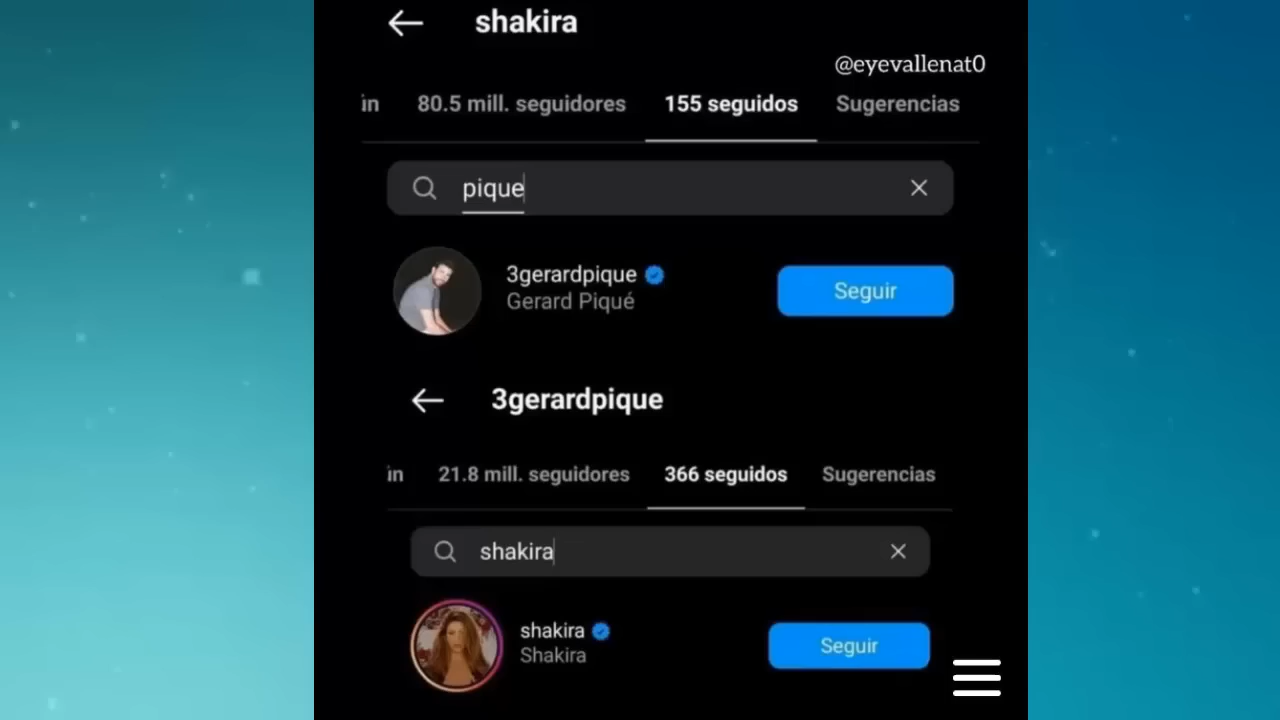 shakira
@eyevallenat0
in 80.5 mill. seguidores 155 seguidos Sugerencias
pique
3gerardpique
Gerard Piqué
Seguir
3gerardpique
in 21.8 mill. seguidores 366 seguidos Sugerencias
shakira
shakira
Shakira
Seguir